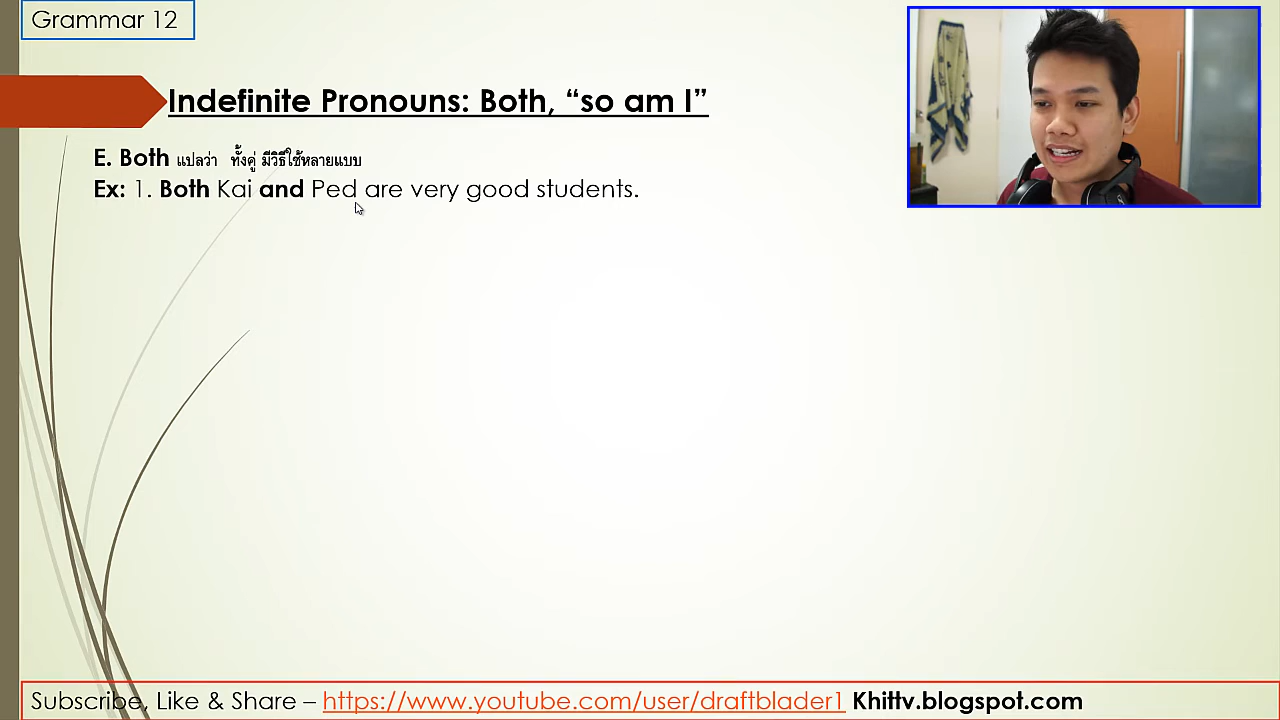 Grammar 12
Indefinite Pronouns: Both, “so am I”
E. Both แปลว่า ทั้งคู่ มีวิธีใช้หลายแบบ
Ex: 1. Both Kai and Ped are very good students.
Subscribe, Like & Share – https://www.youtube.com/user/draftblader1 Khittv.blogspot.com